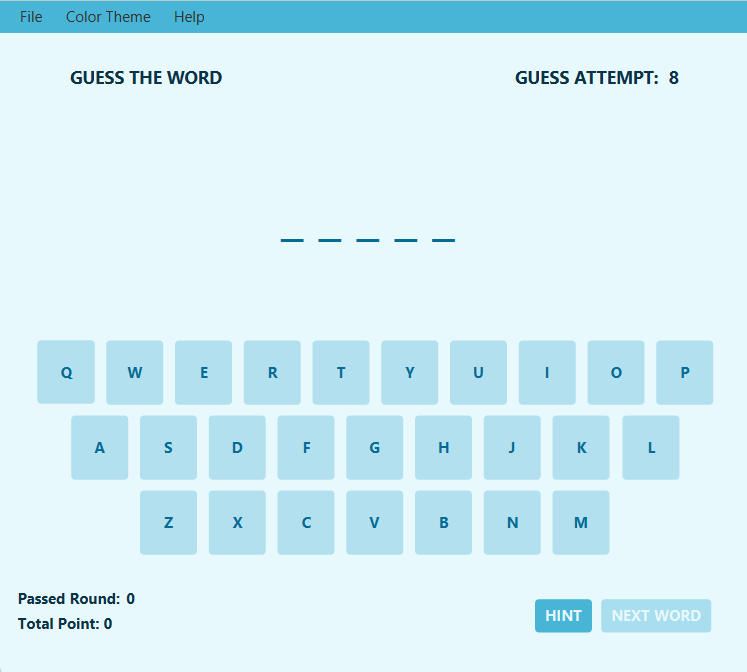 File Color Theme Help
GUESS THE WORD GUESS ATTEMPT: 8
_ _ _ _ _
Q W E R T Y U I O P
A S D F G H J K L
Z X C V B N M
Passed Round: 0
Total Point: 0
HINT NEXT WORD